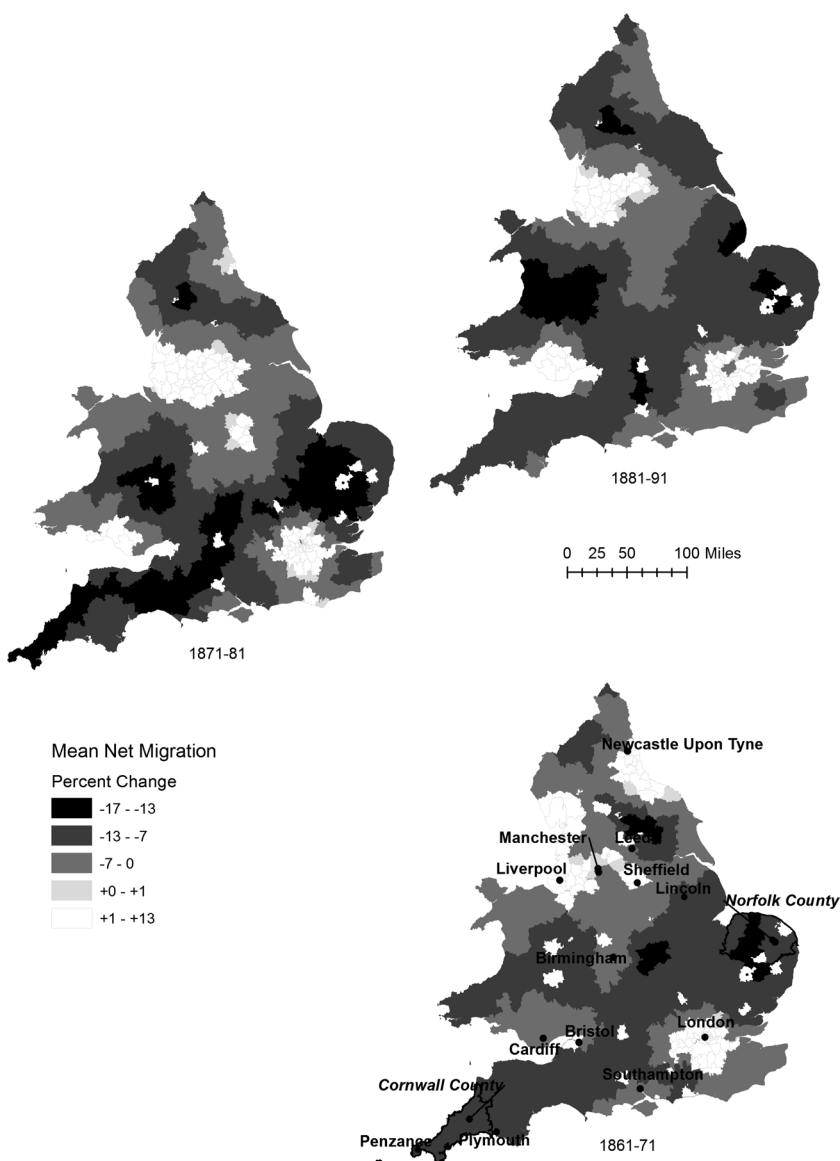 1881-91
0 25 50 100 Miles
1871-81
Mean Net Migration
Percent Change
-17 - -13
-13 - -7
-7 - 0
+0 - +1
+1 - +13
Newcastle Upon Tyne
Manchester
Leeds
Liverpool
Sheffield
Lincoln
Norfolk County
Birmingham
London
Bristol
Cardiff
Southampton
Cornwall County
Penzance
Plymouth
1861-71